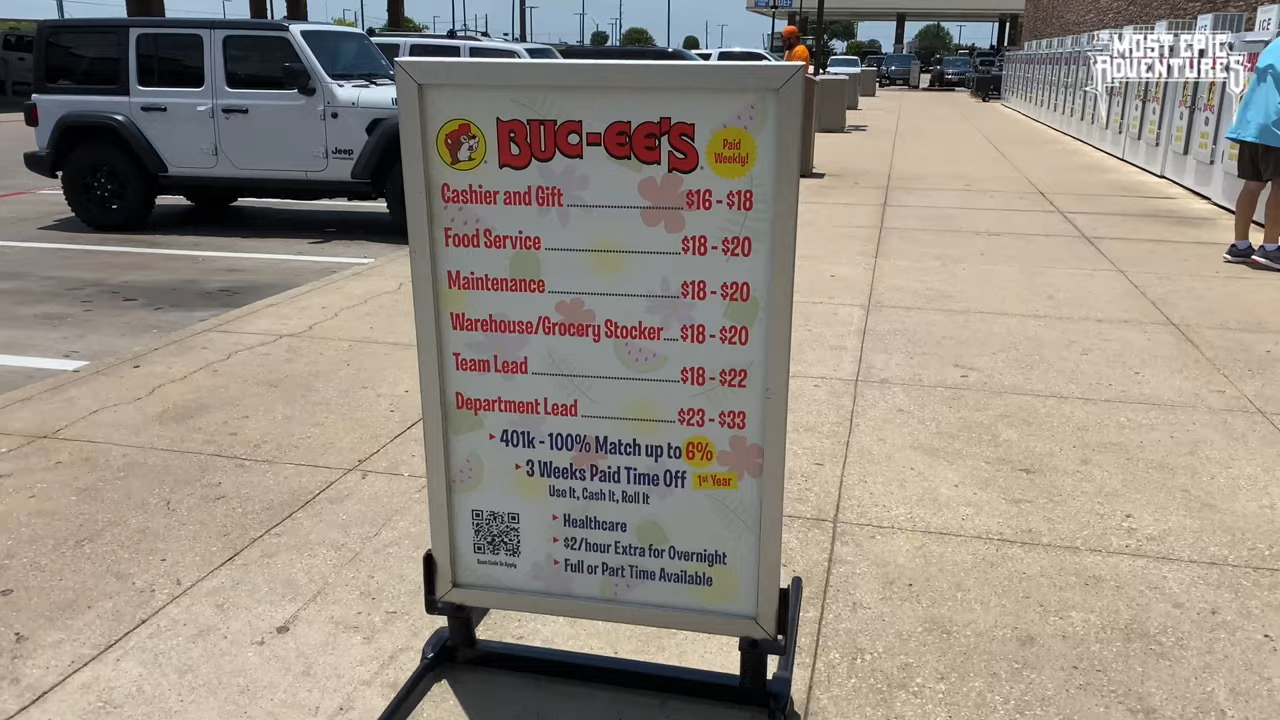 MOST EPIC
ADVENTURES
ICE
Jeep
BUC-EE'S
Paid
Weekly!
Cashier and Gift $16 - $18
Food Service $18 - $20
Maintenance $18 - $20
Warehouse/Grocery Stocker $18 - $20
Team Lead $18 - $22
Department Lead $23 - $33
401k - 100% Match up to 6%
3 Weeks Paid Time Off 1st Year
Use It, Cash It, Roll It
Healthcare
$2/hour Extra for Overnight
Full or Part Time Available
Scan Code To Apply